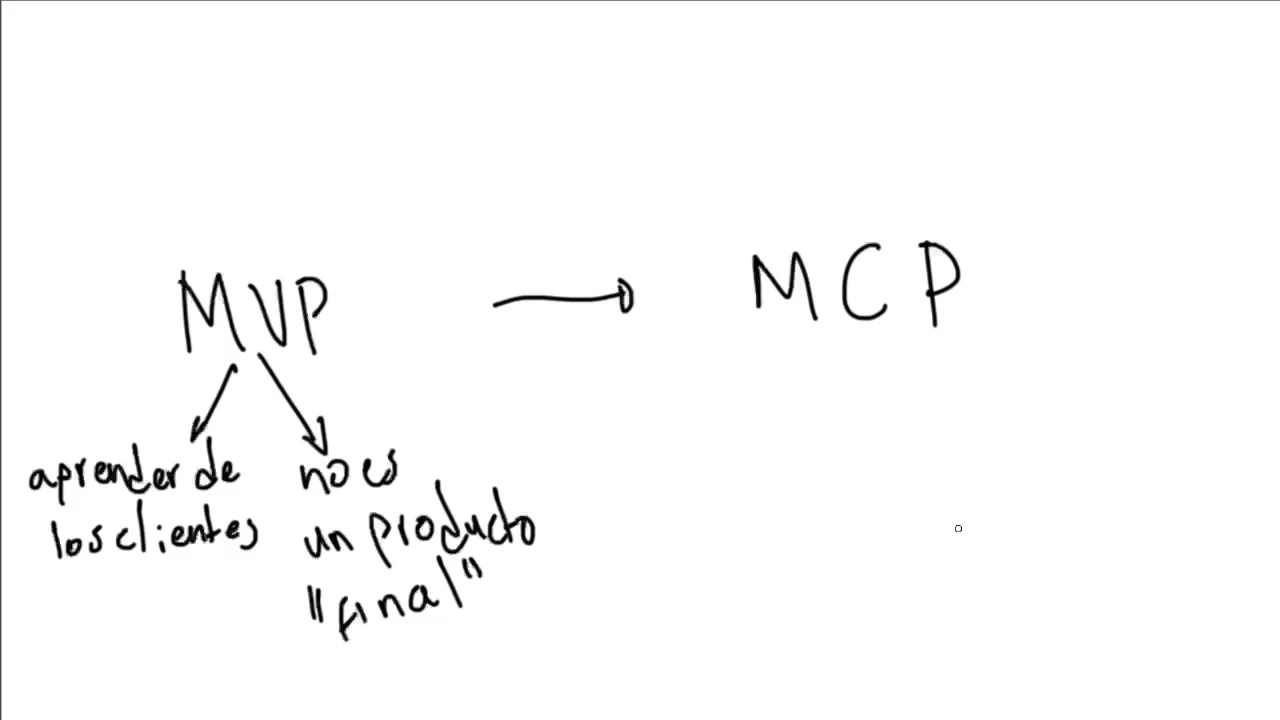 MVP
MCP
aprender de
los clientes
no es
un producto
"final"